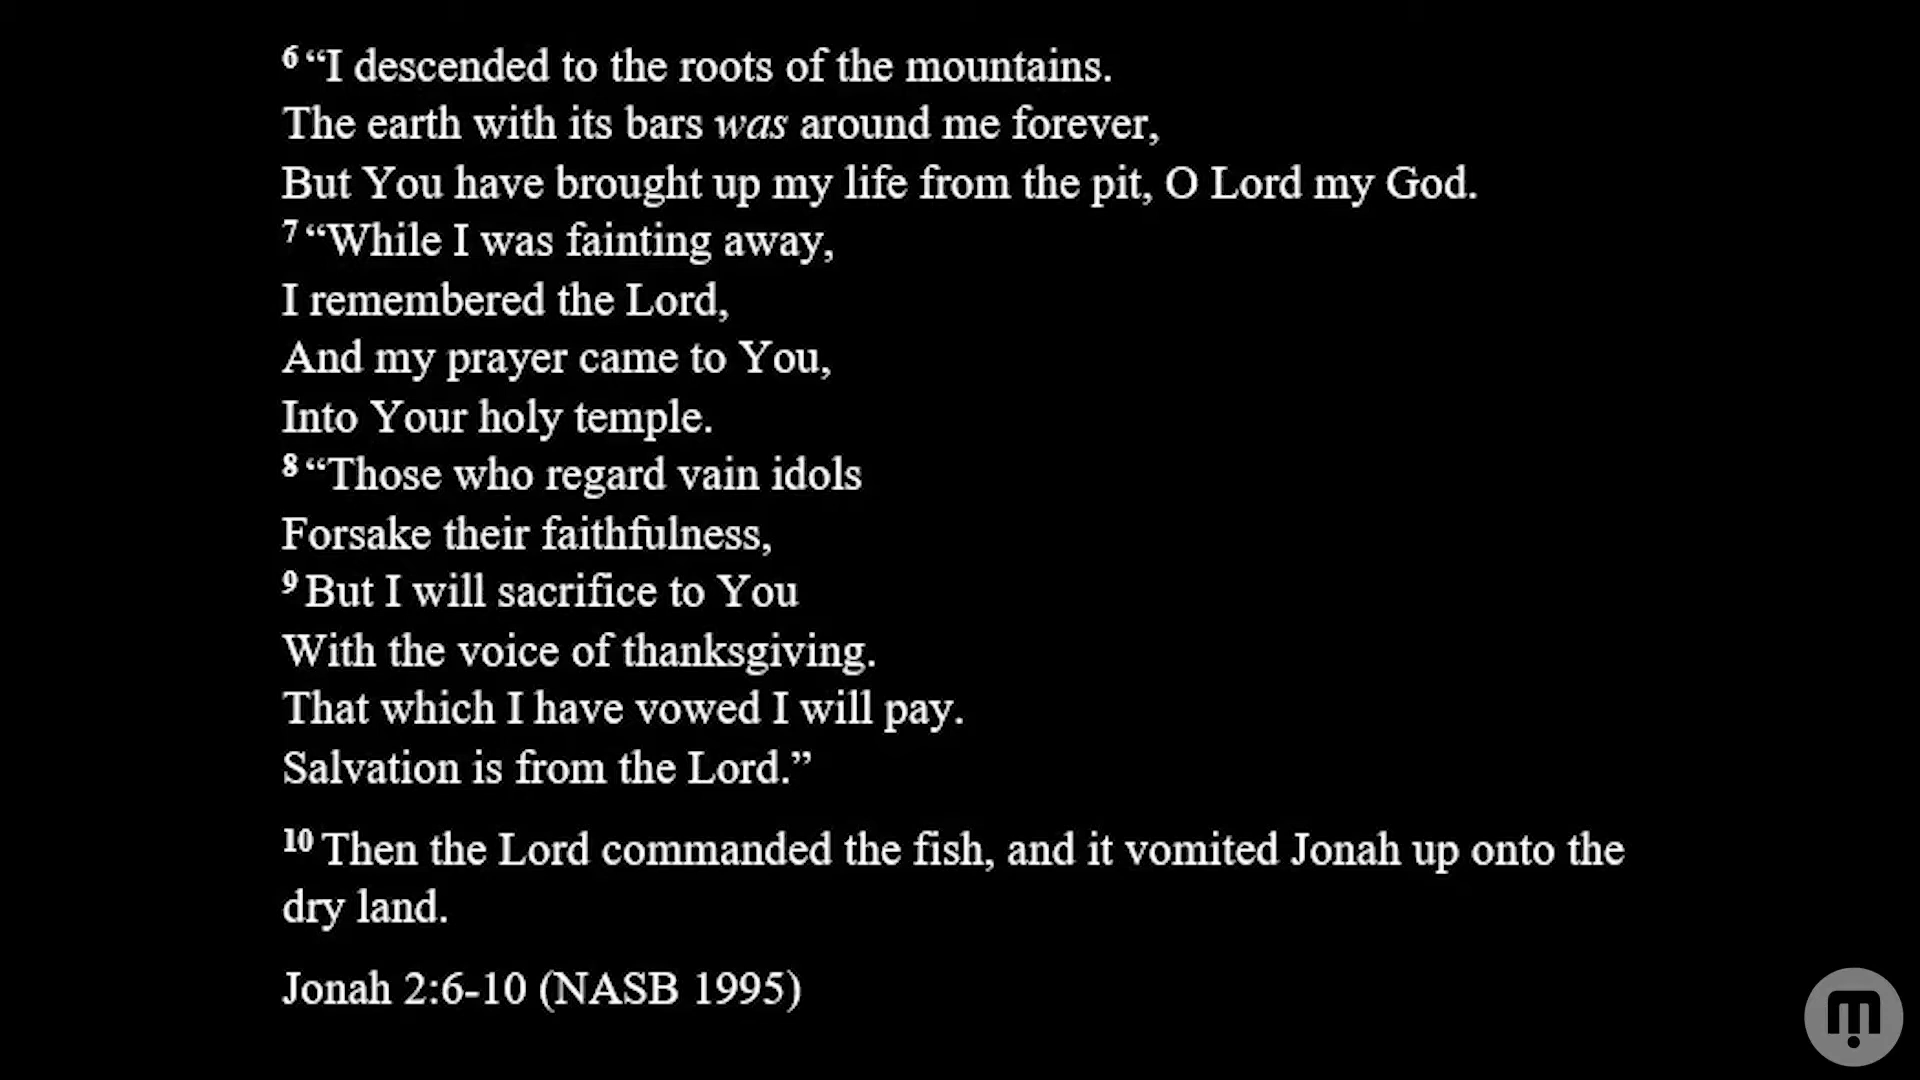 6 “I descended to the roots of the mountains.
The earth with its bars was around me forever,
But You have brought up my life from the pit, O Lord my God.
7 “While I was fainting away,
I remembered the Lord,
And my prayer came to You,
Into Your holy temple.
8 “Those who regard vain idols
Forsake their faithfulness,
9 But I will sacrifice to You
With the voice of thanksgiving.
That which I have vowed I will pay.
Salvation is from the Lord.”
10 Then the Lord commanded the fish, and it vomited Jonah up onto the
dry land.
Jonah 2:6-10 (NASB 1995)
m